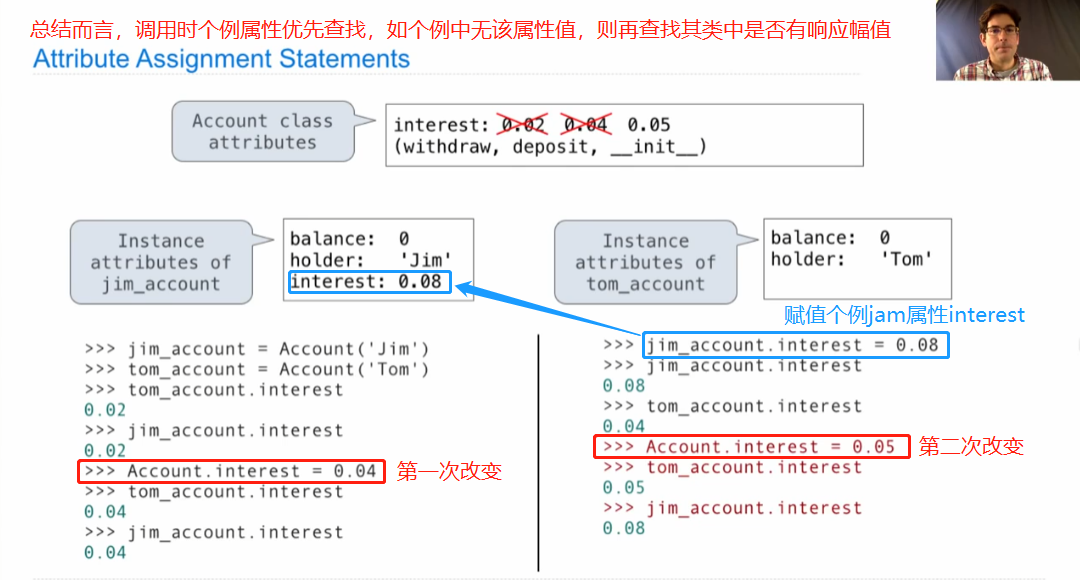 总结而言，调用时个例属性优先查找，如个例中无该属性值，则再查找其类中是否有响应幅值
Attribute Assignment Statements
Account class
attributes
interest: 0.02 0.04 0.05
(withdraw, deposit, __init__)
Instance
attributes of
jim_account
balance: 0
holder: 'Jim'
interest: 0.08
Instance
attributes of
tom_account
balance: 0
holder: 'Tom'
赋值个例jam属性interest
>>> jim_account = Account('Jim')
>>> tom_account = Account('Tom')
>>> tom_account.interest
0.02
>>> jim_account.interest
0.02
>>> Account.interest = 0.04 第一次改变
>>> tom_account.interest
0.04
>>> jim_account.interest
0.04
>>> jim_account.interest = 0.08
>>> jim_account.interest
0.08
>>> tom_account.interest
0.04
>>> Account.interest = 0.05 第二次改变
>>> tom_account.interest
0.05
>>> jim_account.interest
0.08